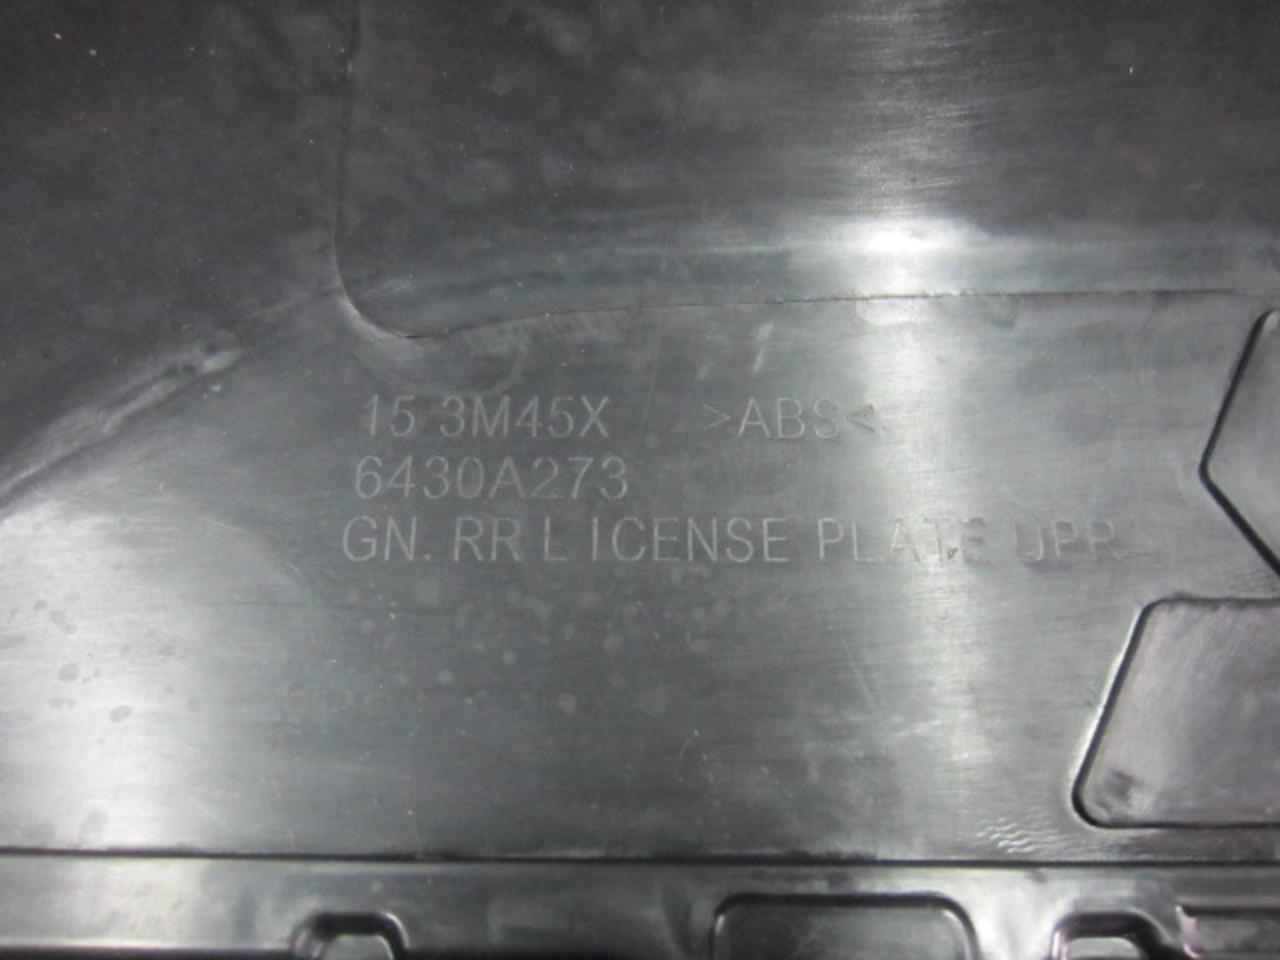 15 3M45X >ABS<
6430A273
GN. RR LICENSE PLATE UPR